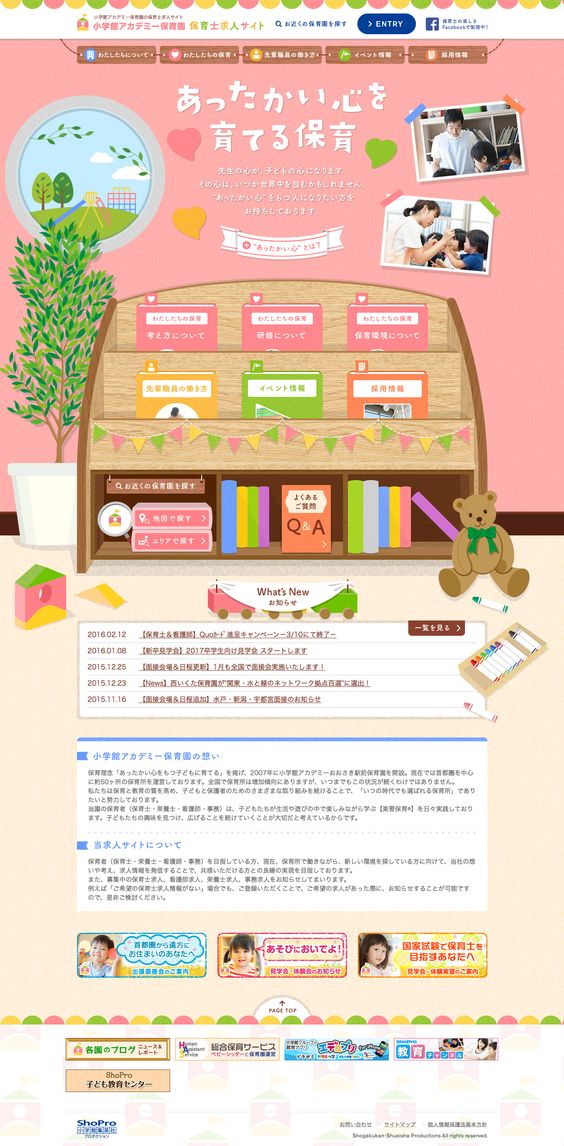 小学館アカデミー保育園の保育士求人サイト
小学館アカデミー保育園 保育士求人サイト
お近くの保育園を探す
ENTRY
保育士の楽しさ
Facebookで配信中！
わたしたちについて
わたしたちの保育
先輩職員の働き方
イベント情報
採用情報
あったかい心を
育てる保育
先生の心が、子どもの心になります。
その心は、いつか世界中を包むかもしれません。
"あったかい心"をもつ人になりたい方を
お待ちしております。
"あったかい心"とは？
わたしたちの保育
考え方について
わたしたちの保育
研修について
わたしたちの保育
保育環境について
先輩職員の働き方
イベント情報
採用情報
お近くの保育園を探す
地図で探す
エリアで探す
よくある
ご質問
Q&A
What's New
お知らせ
一覧を見る
2016.02.12 【保育士&看護師】Quoｶｰﾄﾞ進呈キャンペーン－3/10にて終了－
2016.01.08 【新卒見学会】2017卒学生向け見学会 スタートします
2015.12.25 【面接会場&日程更新】1月も全国で面接会実施いたします！
2015.12.23 【News】西いくた保育園が"関東・水と緑のネットワーク拠点百選"に選出！
2015.11.16 【面接会場&日程追加】水戸・新潟・宇都宮面接のお知らせ
小学館アカデミー保育園の想い
保育理念「あったかい心をもつ子どもに育てる」を掲げ、2007年に小学館アカデミーおおさき駅前保育園を開設。現在では首都圏を中心
に約50ヶ所の保育所を運営しております。全国で保育所は増加傾向にありますが、いつまでもこの状況が続くわけではありません。
私たちは保育と教育の質を高め、子どもと保護者のためのさまざまな取り組みを続けることで、「いつの時代でも選ばれる保育所」であり
たいと努力しております。
当園の保育者（保育士・栄養士・看護師・事務）は、子どもたちが生活や遊びの中で楽しみながら学ぶ【楽習保育®】を日々実践しており
ます。子どもたちの興味を見つけ、広げることを続けていくことが大切だと考えているからです。
当求人サイトについて
保育者（保育士・栄養士・看護師・事務）を目指している方、現在、保育所で働きながら、新しい環境を探している方に向けて、当社の想
いや考え、求人情報を発信することで、共感いただける方との良縁の実現を目指しております。
また、募集中の保育士求人、看護師求人、栄養士求人、事務求人をお知らせしてまいります。
例えば「ご希望の保育士求人情報がない」場合でも、ご登録いただくことで、ご希望の求人があった際に、お知らせすることが可能です
ので、是非ご検討ください。
首都圏から遠方に
お住まいのあなたへ
出張面接会のご案内
あそびにおいでよ！
見学会・体験会のお知らせ
国家試験で保育士を
目指すあなたへ
見学会・体験実習のご案内
PAGE TOP
各園のブログ
ニュース&
レポート
Human
Assistant
Service
総合保育サービス
ベビーシッターと保育園運営
ShoPro
教育チャンネル
ShoPro
子ども教育センター
ShoPro
小学館集英社
プロダクション
お問い合わせ
サイトマップ
個人情報保護法基本方針
Shogakukan-Shueisha Productions All rights reserved.